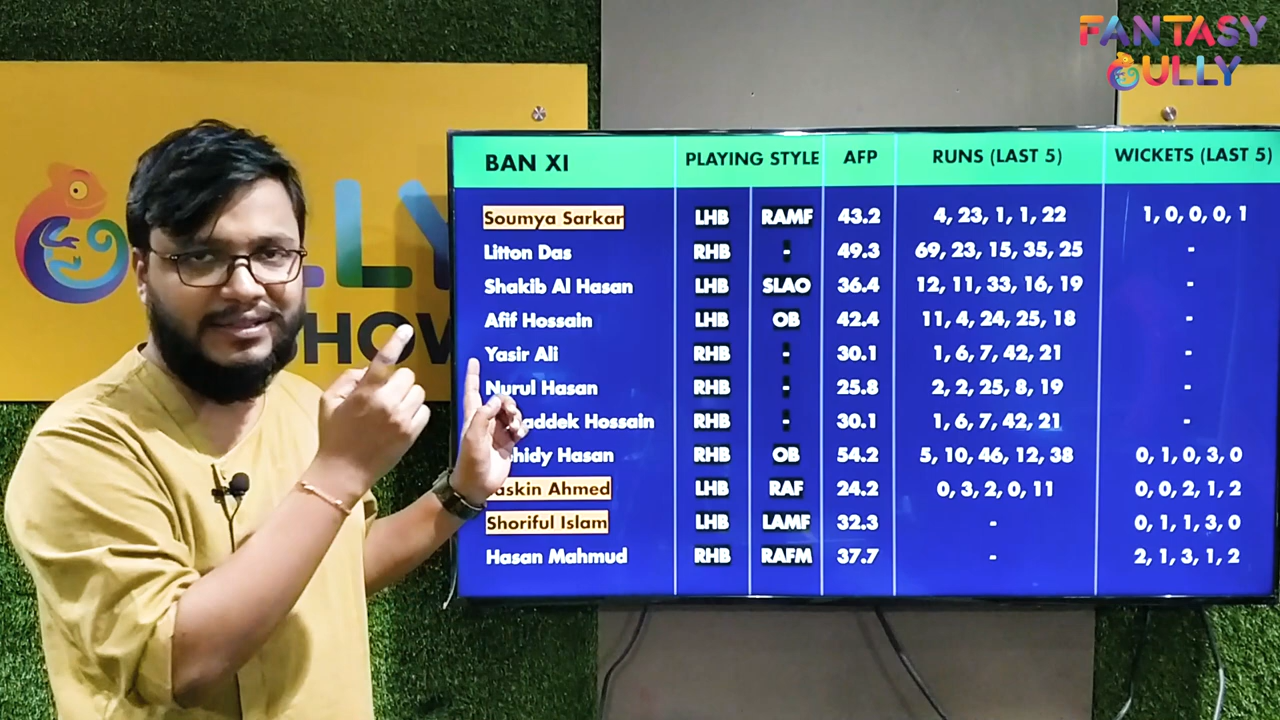 FANTASY
GULLY
LLY
HOW
BAN XI PLAYING STYLE AFP RUNS (LAST 5) WICKETS (LAST 5)
Soumya Sarkar LHB RAMF 43.2 4, 23, 1, 1, 22 1, 0, 0, 0, 1
Litton Das RHB - 49.3 69, 23, 15, 35, 25 -
Shakib Al Hasan LHB SLAO 36.4 12, 11, 33, 16, 19 -
Afif Hossain LHB OB 42.4 11, 4, 24, 25, 18 -
Yasir Ali RHB - 30.1 1, 6, 7, 42, 21 -
Nurul Hasan RHB - 25.8 2, 2, 25, 8, 19 -
addek Hossain RHB - 30.1 1, 6, 7, 42, 21 -
hidy Hasan RHB OB 54.2 5, 10, 46, 12, 38 0, 1, 0, 3, 0
askin Ahmed LHB RAF 24.2 0, 3, 2, 0, 11 0, 0, 2, 1, 2
Shoriful Islam LHB LAMF 32.3 - 0, 1, 1, 3, 0
Hasan Mahmud RHB RAFM 37.7 - 2, 1, 3, 1, 2